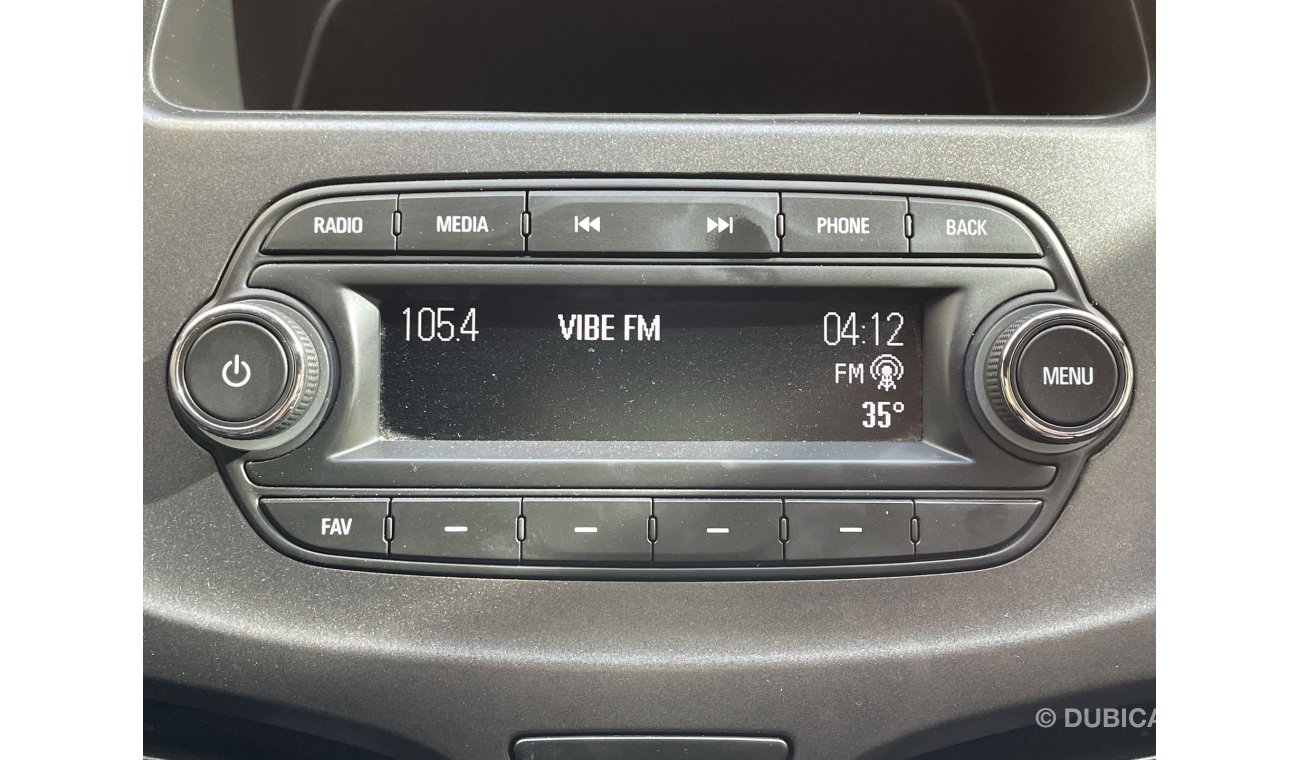 RADIO MEDIA PHONE BACK
105.4 VIBE FM 04:12
FM
35°
MENU
FAV
© DUBICA